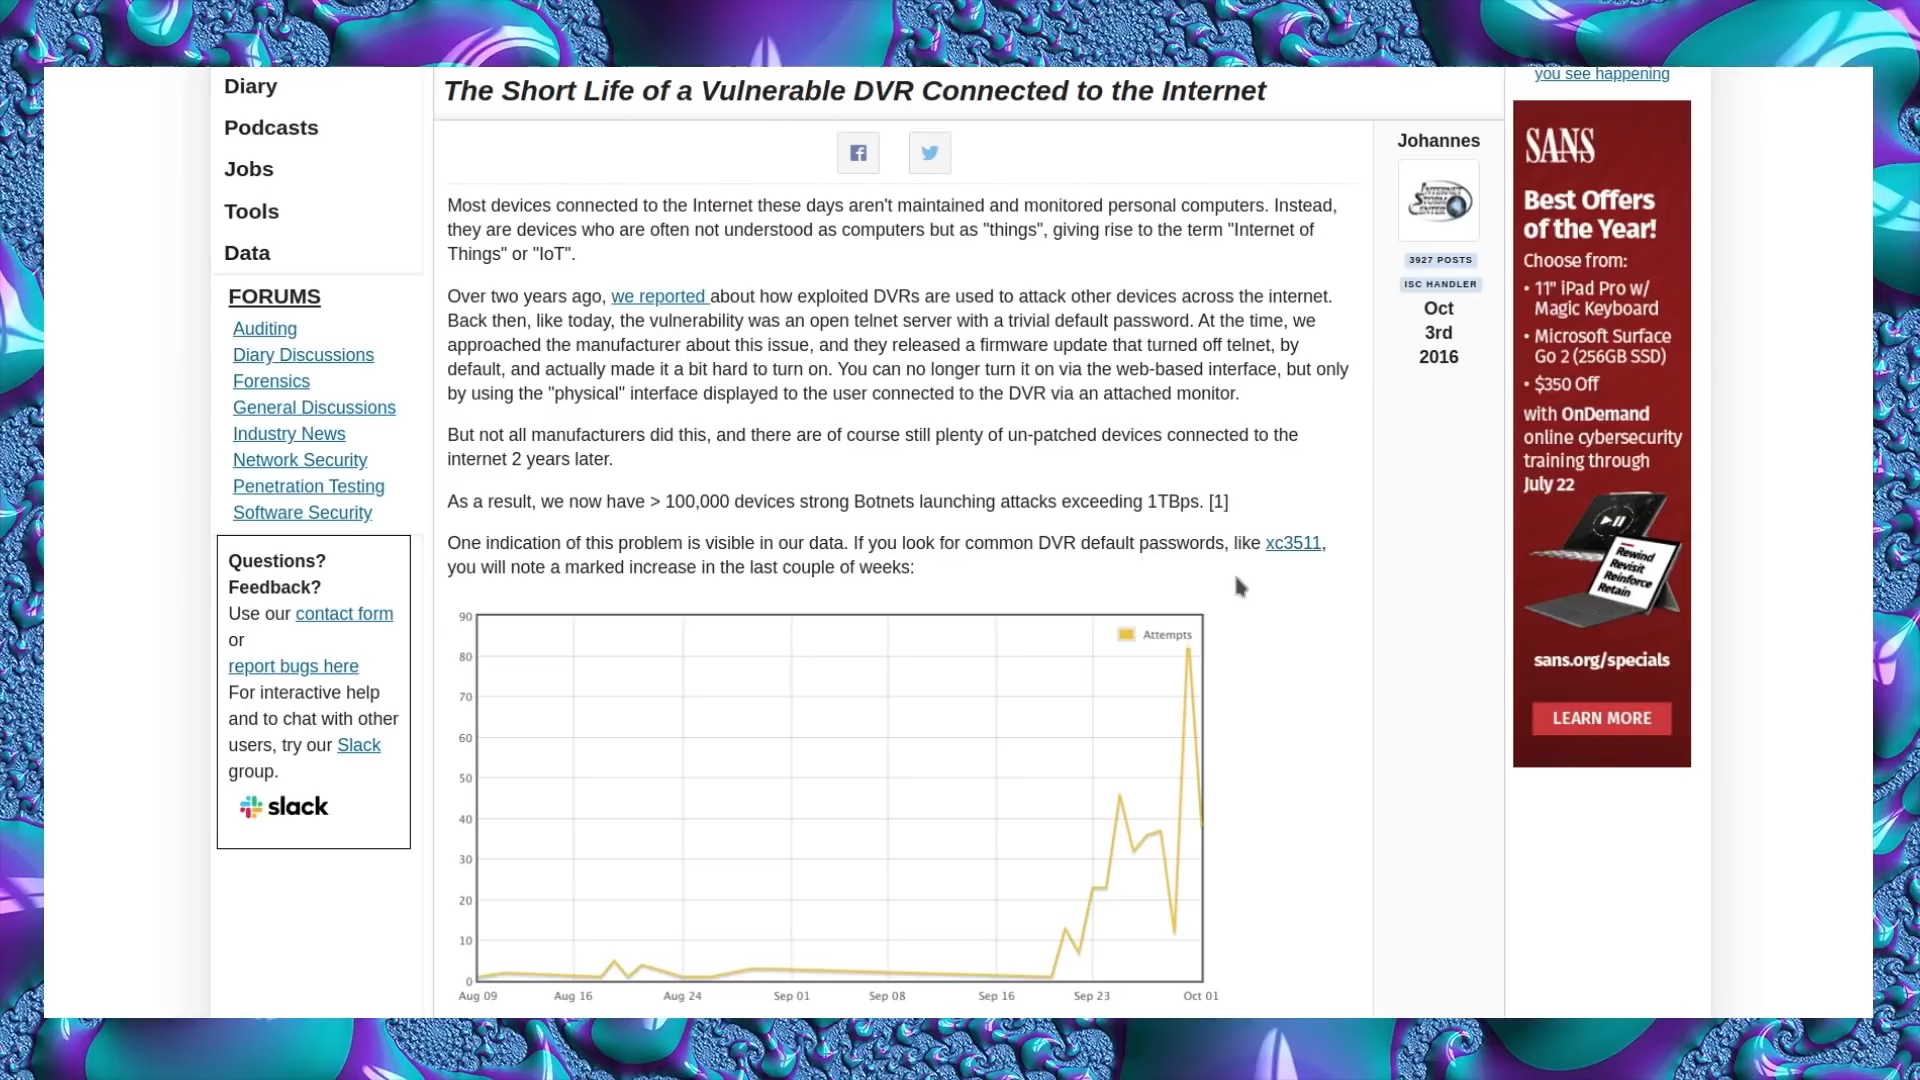 Diary
Podcasts
Jobs
Tools
Data
FORUMS
Auditing
Diary Discussions
Forensics
General Discussions
Industry News
Network Security
Penetration Testing
Software Security
Questions?
Feedback?
Use our contact form
or
report bugs here
For interactive help
and to chat with other
users, try our Slack
group.
slack
The Short Life of a Vulnerable DVR Connected to the Internet
Most devices connected to the Internet these days aren't maintained and monitored personal computers. Instead,
they are devices who are often not understood as computers but as "things", giving rise to the term "Internet of
Things" or "IoT".
Over two years ago, we reported about how exploited DVRs are used to attack other devices across the internet.
Back then, like today, the vulnerability was an open telnet server with a trivial default password. At the time, we
approached the manufacturer about this issue, and they released a firmware update that turned off telnet, by
default, and actually made it a bit hard to turn on. You can no longer turn it on via the web-based interface, but only
by using the "physical" interface displayed to the user connected to the DVR via an attached monitor.
But not all manufacturers did this, and there are of course still plenty of un-patched devices connected to the
internet 2 years later.
As a result, we now have > 100,000 devices strong Botnets launching attacks exceeding 1TBps. [1]
One indication of this problem is visible in our data. If you look for common DVR default passwords, like xc3511,
you will note a marked increase in the last couple of weeks:
90
80
70
60
50
40
30
20
10
0
Attempts
Aug 09 Aug 16 Aug 24 Sep 01 Sep 08 Sep 16 Sep 23 Oct 01
Johannes
INTERNET
STORM
CENTER
3927 POSTS
ISC HANDLER
Oct
3rd
2016
you see happening
SANS
Best Offers
of the Year!
Choose from:
• 11" iPad Pro w/
Magic Keyboard
• Microsoft Surface
Go 2 (256GB SSD)
• $350 Off
with OnDemand
online cybersecurity
training through
July 22
Rewind
Revisit
Reinforce
Retain
sans.org/specials
LEARN MORE